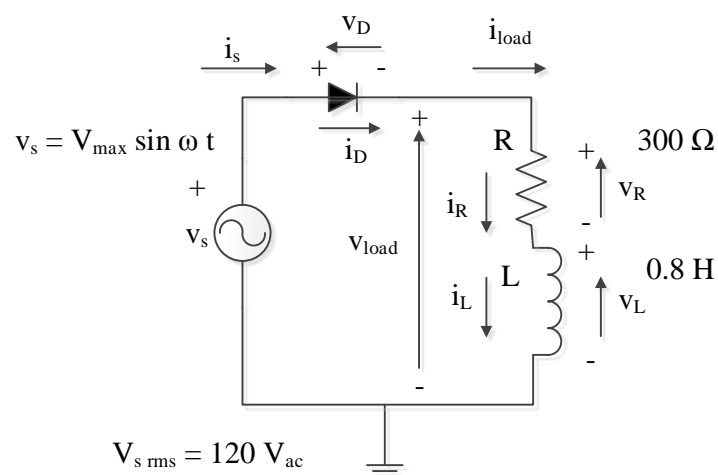 v_D
i_s
i_load
+ -
v_s = V_max sin ω t
i_D
+
R
+
300 Ω
i_R
v_R
+
v_s
v_load
-
+
L
0.8 H
i_L
v_L
-
-
V_s rms = 120 V_ac